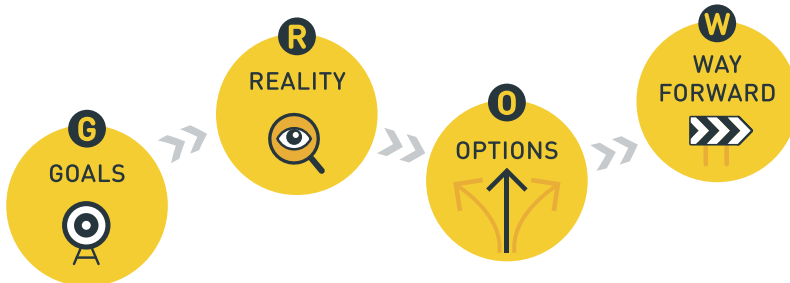 G
GOALS
R
REALITY
O
OPTIONS
W
WAY
FORWARD